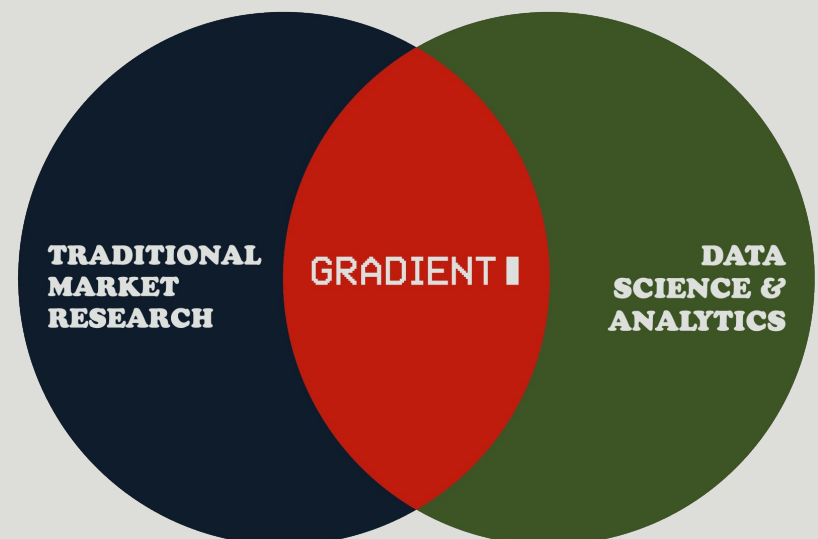 TRADITIONAL
MARKET
RESEARCH
GRADIENT
DATA
SCIENCE &
ANALYTICS